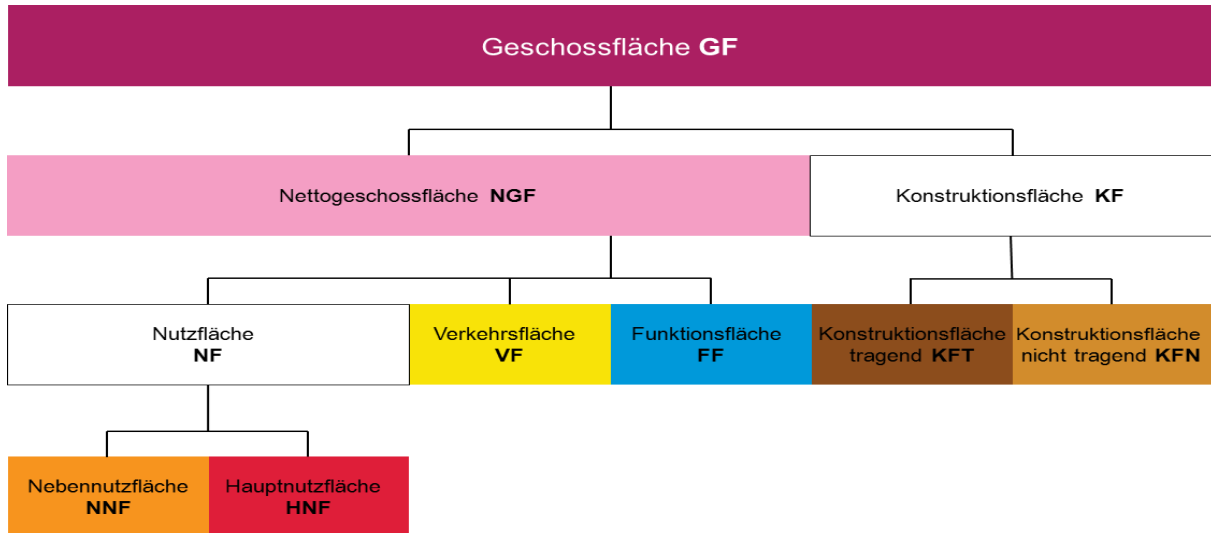 Geschossfläche GF
Nettogeschossfläche NGF
Konstruktionsfläche KF
Nutzfläche
NF
Verkehrsfläche
VF
Funktionsfläche
FF
Konstruktionsfläche
tragend KFT
Konstruktionsfläche
nicht tragend KFN
Nebennutzfläche
NNF
Hauptnutzfläche
HNF